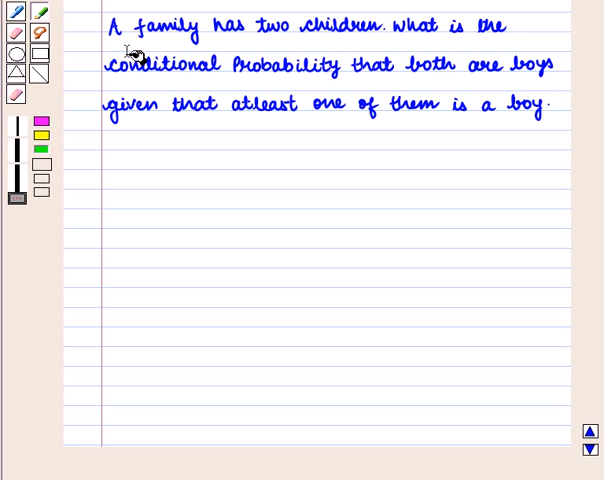 A family has two children. What is the
conditional Probability that both are boys
given that atleast one of them is a boy.